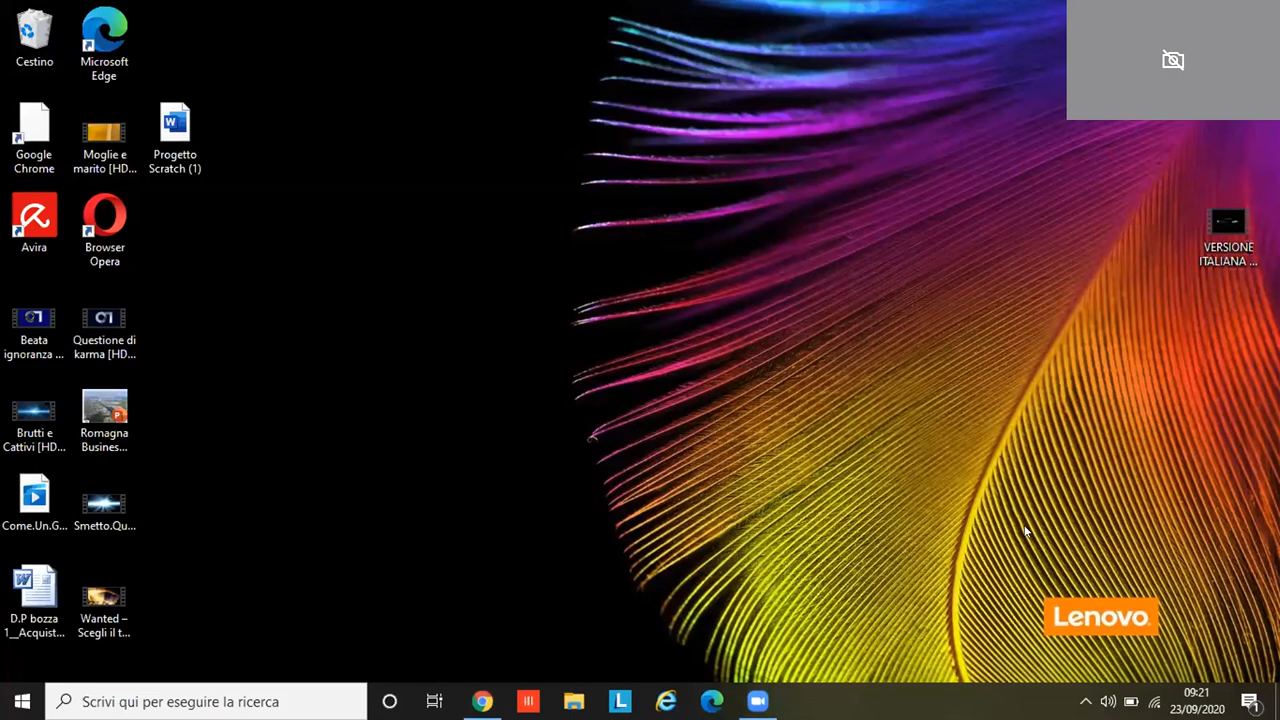 Cestino
Microsoft
Edge
Google
Chrome
Moglie e
marito [HD...
Progetto
Scratch (1)
Avira
Browser
Opera
Beata
ignoranza ...
Questione di
karma [HD...
Brutti e
Cattivi [HD...
Romagna
Busines...
Come.Un.G...
Smetto.Qu...
D.P bozza
1__Acquist...
Wanted –
Scegli il t...
VERSIONE
ITALIANA ...
Lenovo.
Scrivi qui per eseguire la ricerca
09:21
23/09/2020